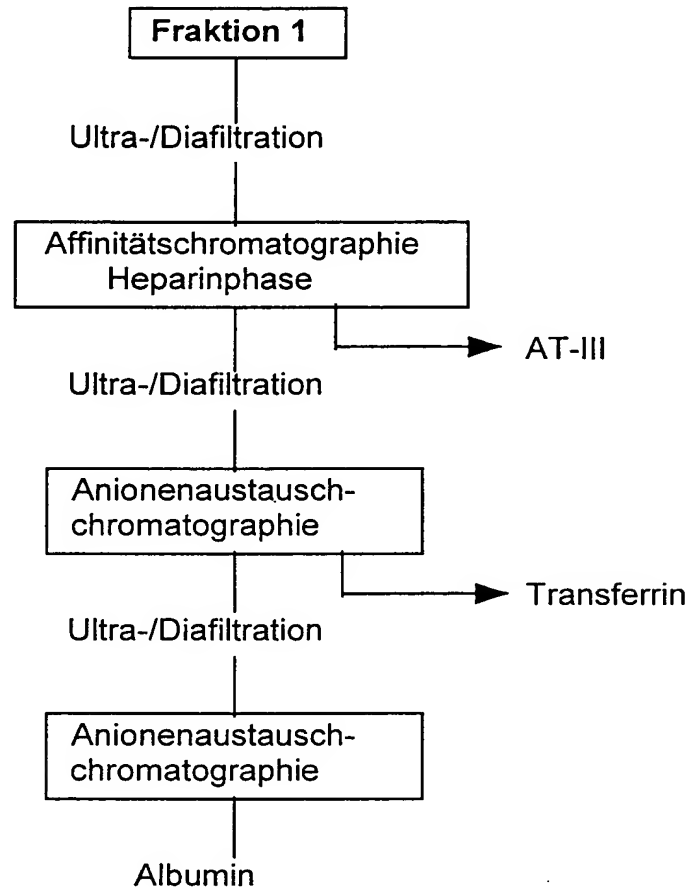 Fraktion 1
Ultra-/Diafiltration
Affinitätschromatographie
Heparinphase
AT-III
Ultra-/Diafiltration
Anionenaustausch-
chromatographie
Transferrin
Ultra-/Diafiltration
Anionenaustausch-
chromatographie
Albumin